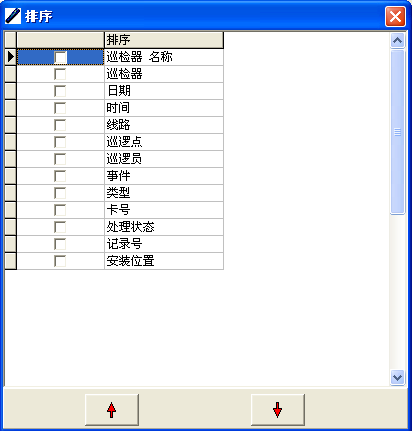 排序
排序
巡检器 名称
巡检器
日期
时间
线路
巡逻点
巡逻员
事件
类型
卡号
处理状态
记录号
安装位置